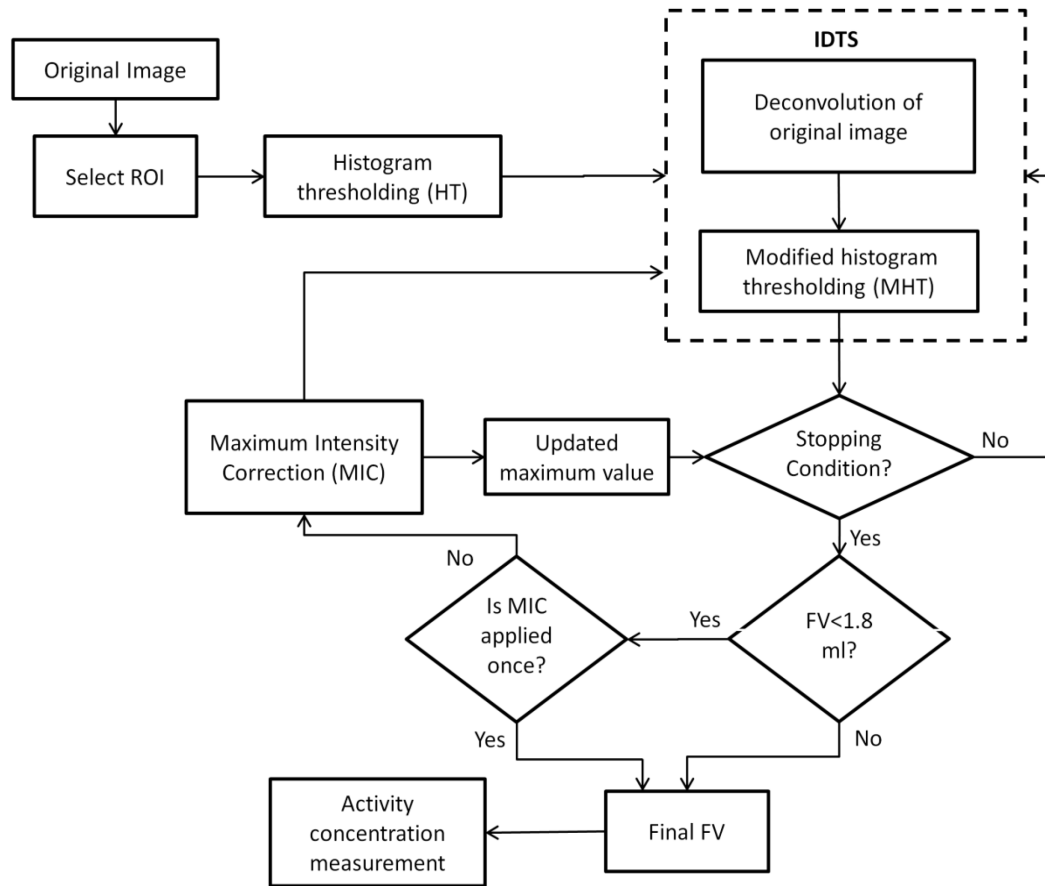 IDTS
Original Image
Deconvolution of
original image
Select ROI
Histogram
thresholding (HT)
Modified histogram
thresholding (MHT)
Maximum Intensity
Correction (MIC)
Updated
maximum value
Stopping
Condition?
No
Yes
No
Is MIC
applied
once?
Yes
FV<1.8
ml?
Yes
No
Activity
concentration
measurement
Final FV